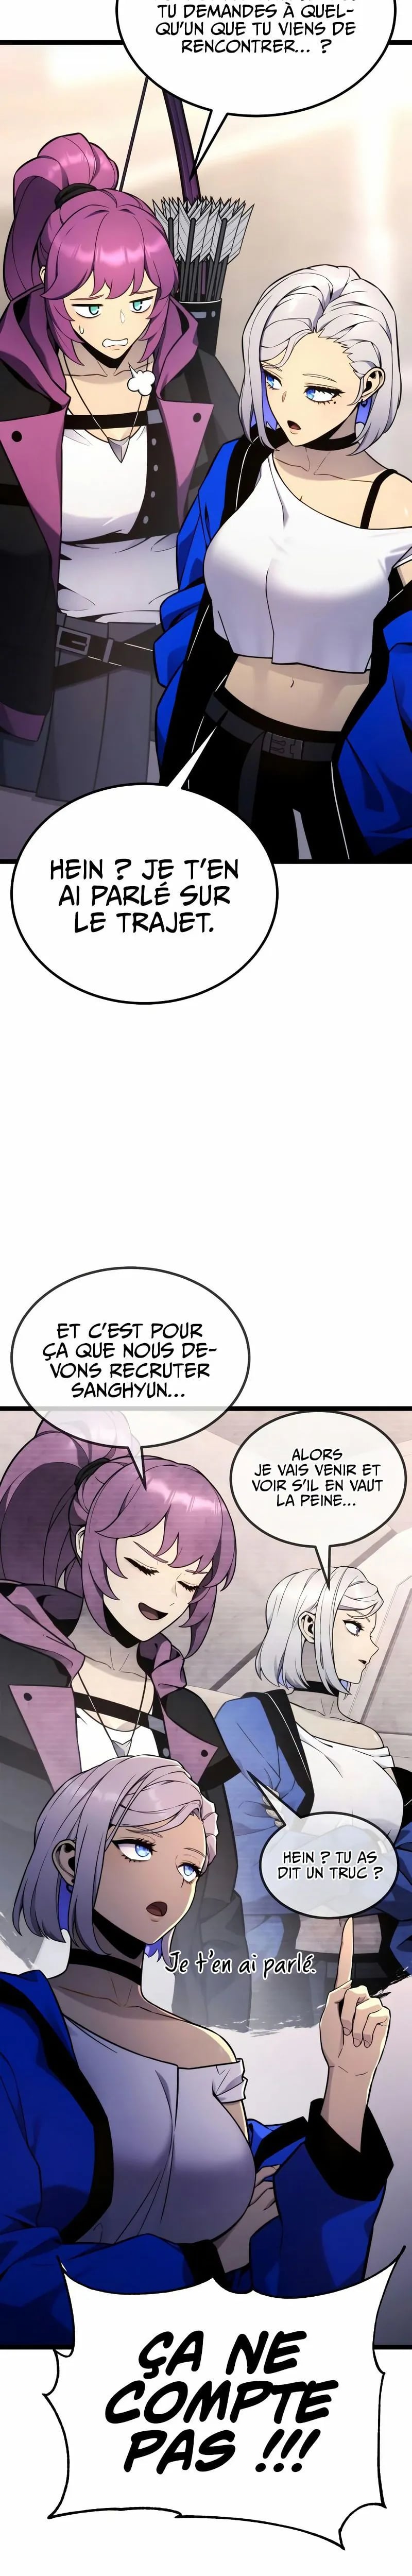 TU DEMANDES À QUEL-
QU'UN QUE TU VIENS DE
RENCONTRER... ?
HEIN ? JE T'EN
AI PARLÉ SUR
LE TRAJET.
ET C'EST POUR
ÇA QUE NOUS DE-
VONS RECRUTER
SANGHYUN...
ALORS
JE VAIS VENIR ET
VOIR S'IL EN VAUT
LA PEINE...
HEIN ? TU AS
DIT UN TRUC ?
Je t'en ai parlé.
ÇA NE
COMPTE
PAS !!!